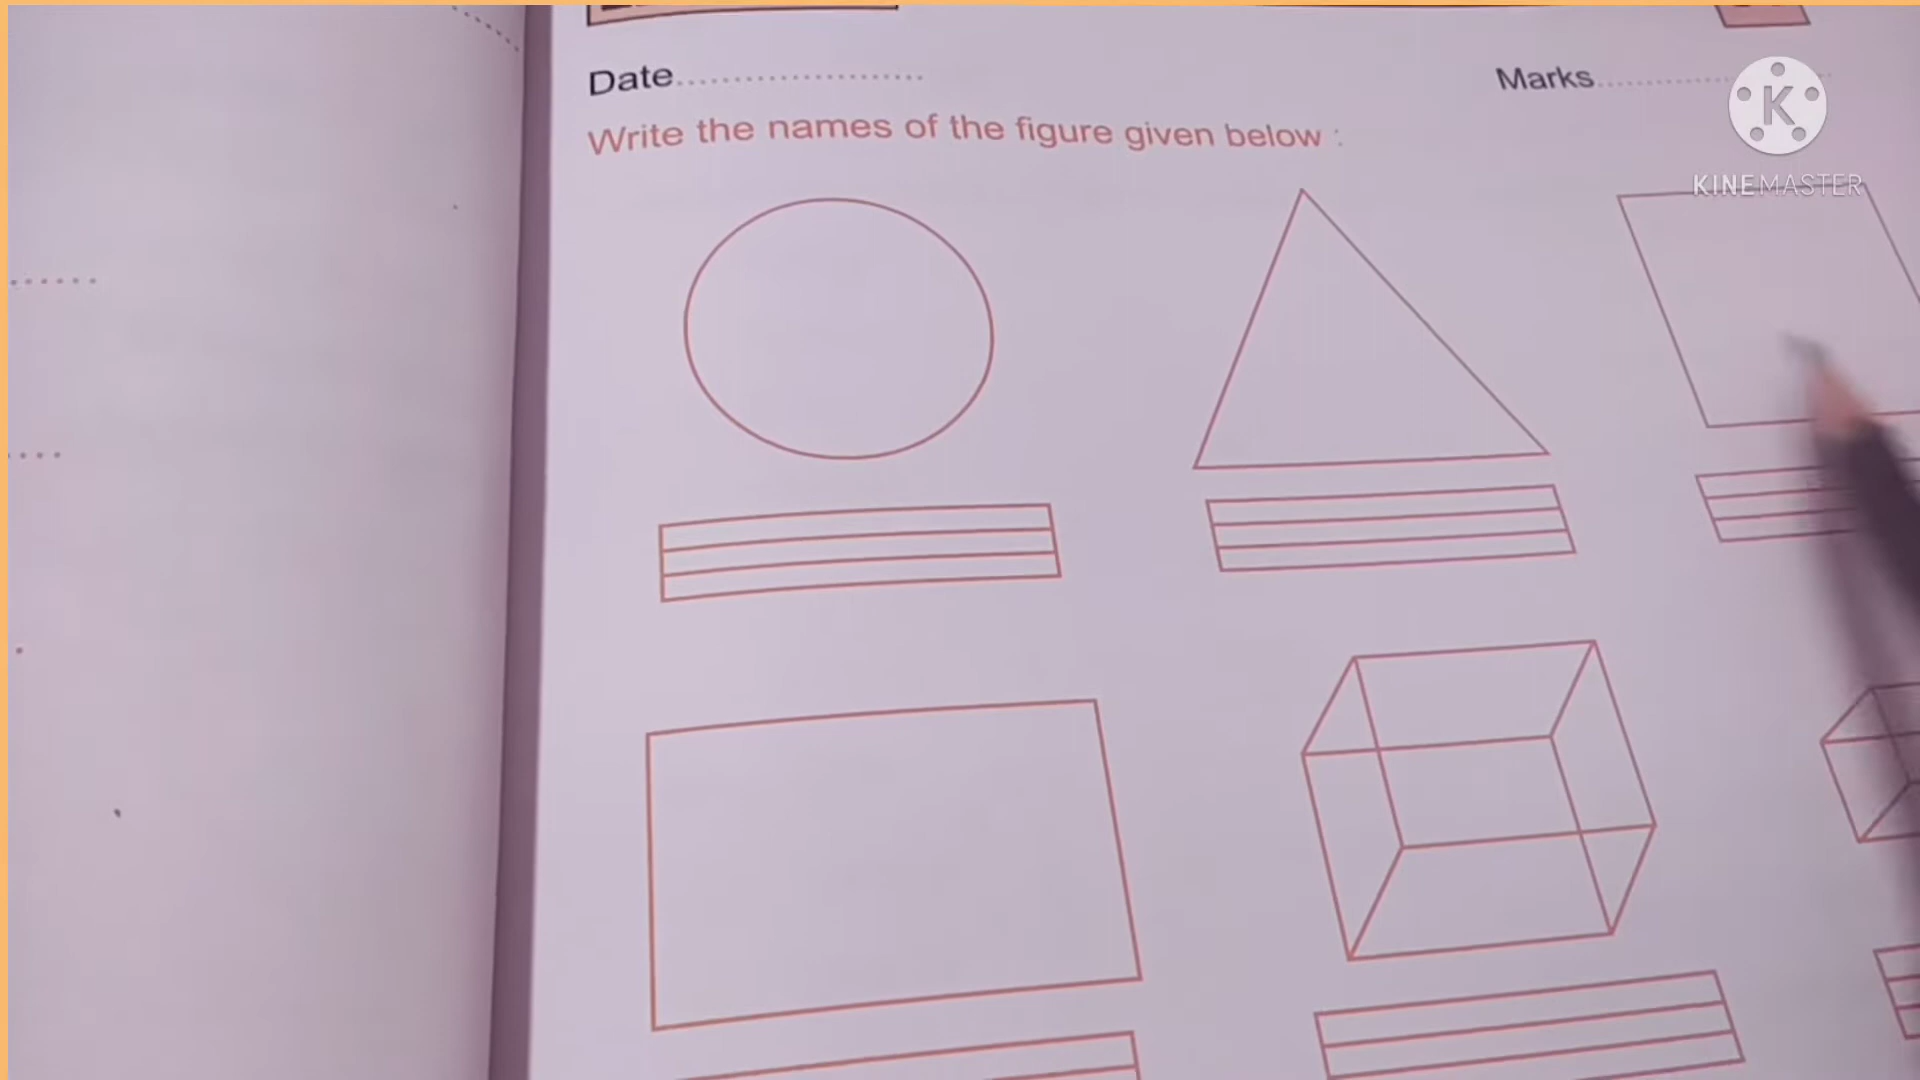 Date........................
Marks........................
K
KINEMASTER
Write the names of the figure given below :